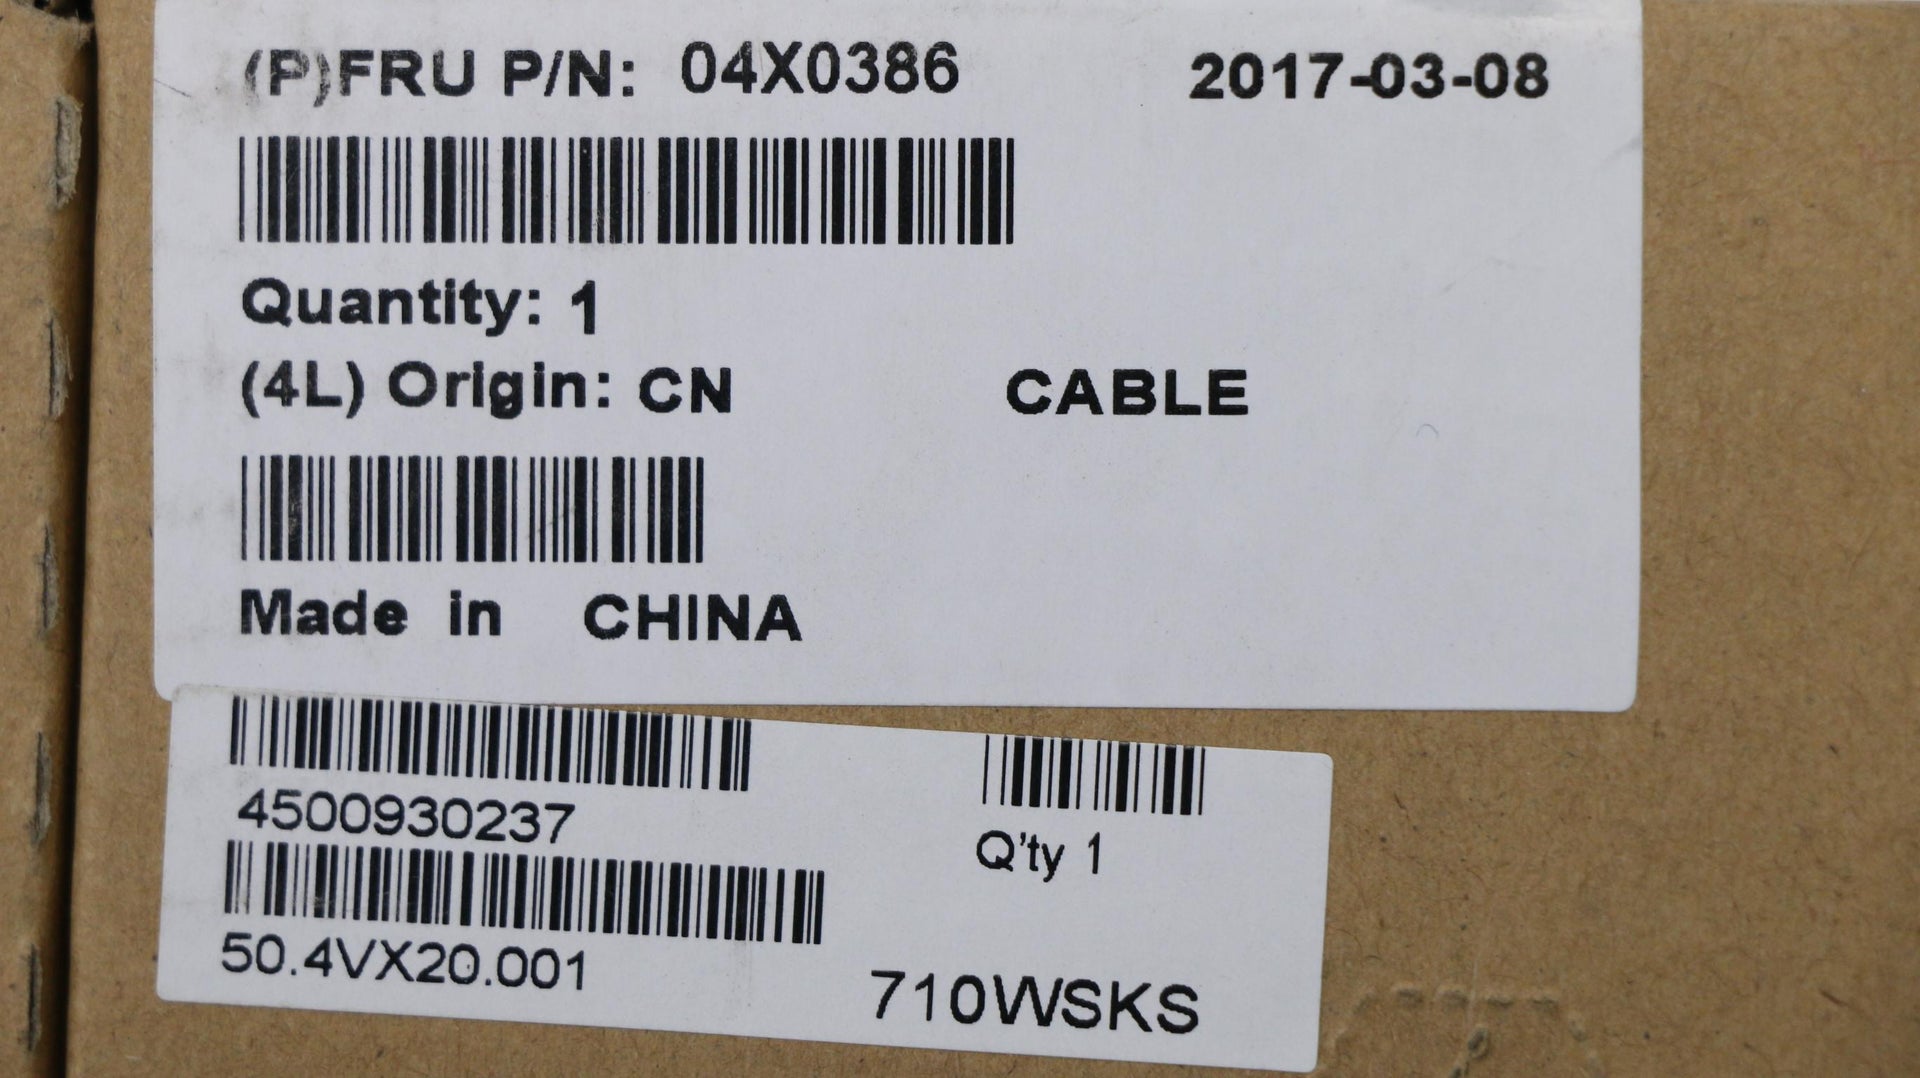 (P)FRU P/N: 04X0386 2017-03-08
Quantity: 1
(4L) Origin: CN CABLE
Made in CHINA
4500930237
Q'ty 1
50.4VX20.001
710WSKS